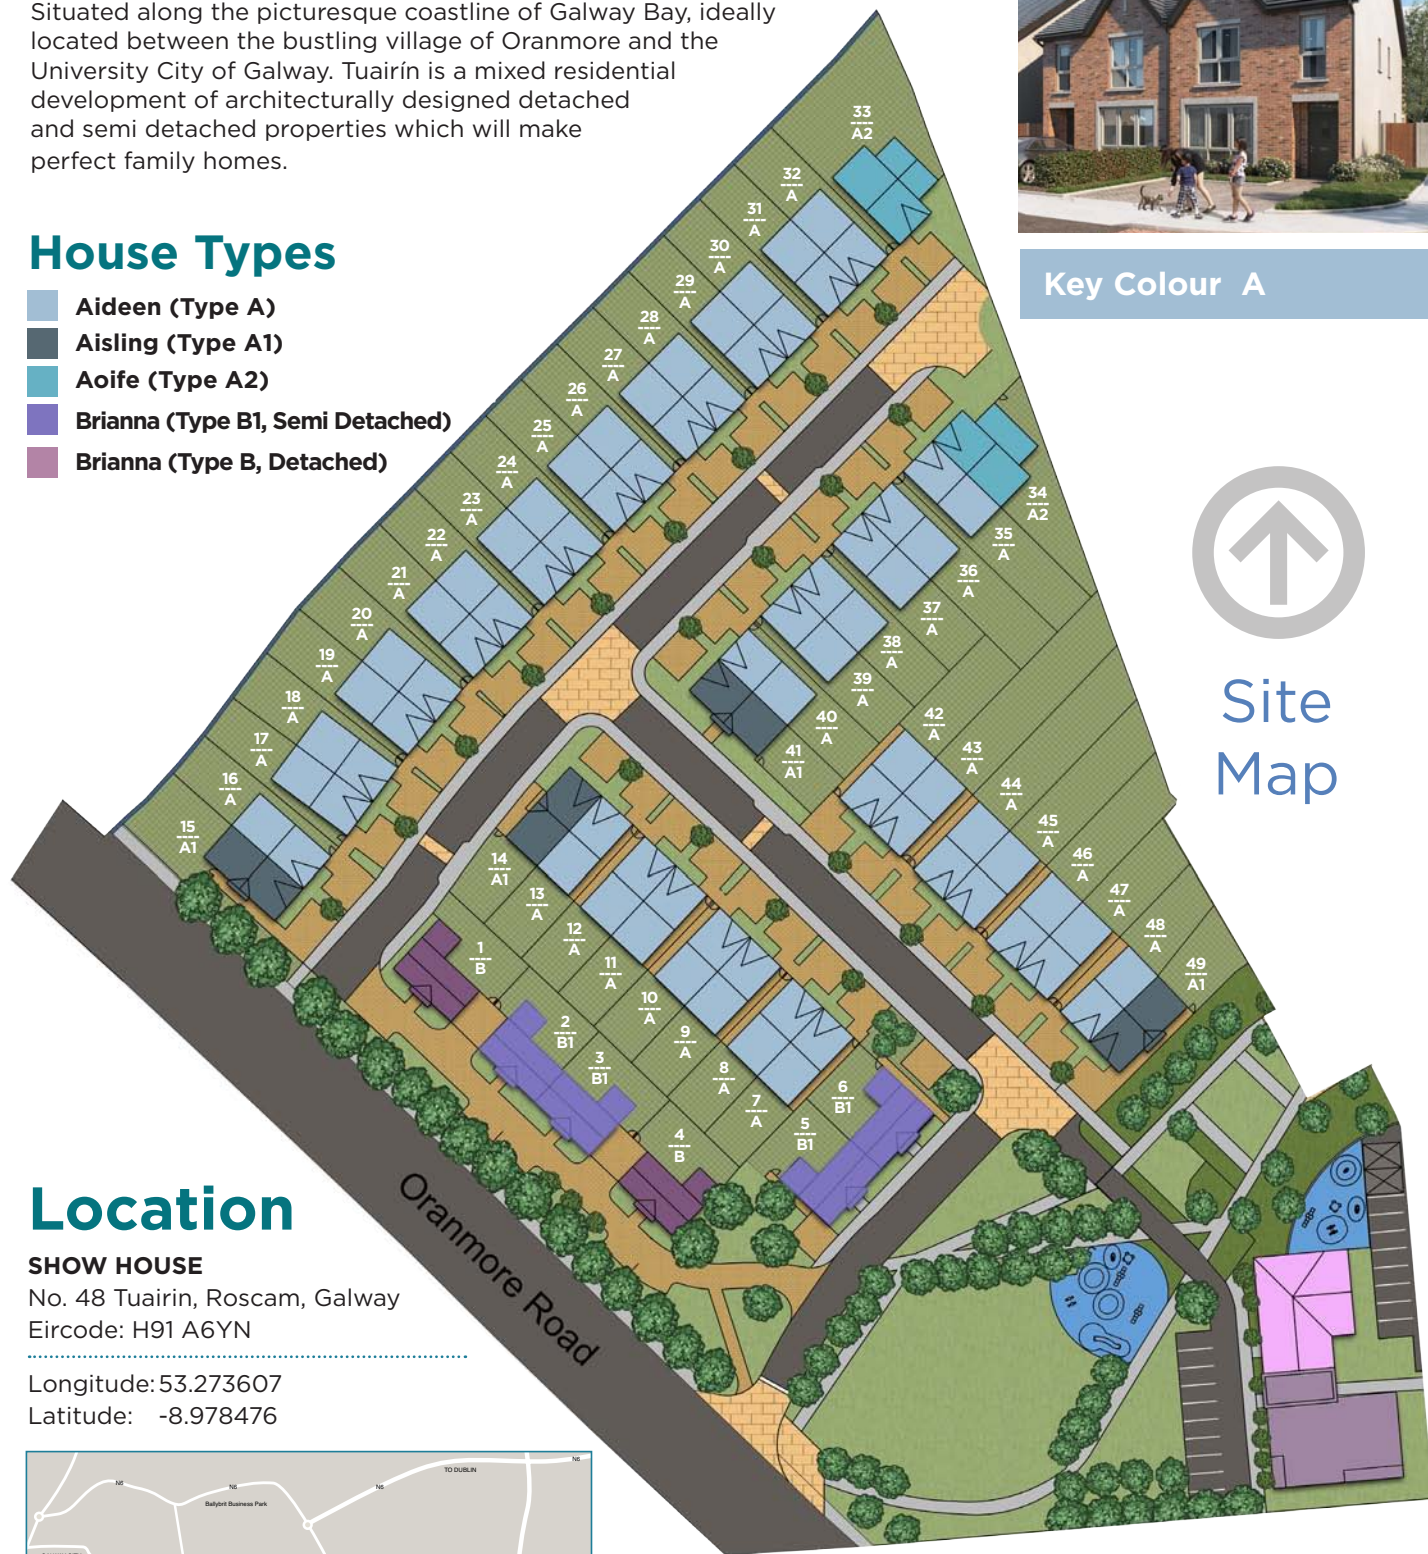 Situated along the picturesque coastline of Galway Bay, ideally
located between the bustling village of Oranmore and the
University City of Galway. Tuairín is a mixed residential
development of architecturally designed detached
and semi detached properties which will make
perfect family homes.
House Types
Aideen (Type A)
Aisling (Type A1)
Aoife (Type A2)
Brianna (Type B1, Semi Detached)
Brianna (Type B, Detached)
Key Colour A
Site
Map
33
A2
32
A
31
A
30
A
29
A
28
A
27
A
26
A
25
A
24
A
23
A
22
A
21
A
20
A
19
A
18
A
17
A
16
A
15
A1
34
A2
35
A
36
A
37
A
38
A
39
A
40
A
41
A1
42
A
43
A
44
A
45
A
46
A
47
A
48
A
49
A1
14
A1
13
A
12
A
11
A
10
A
9
A
8
A
7
A
6
B1
5
B1
1
B
2
B1
3
B1
4
B
Oranmore Road
Location
SHOW HOUSE
No. 48 Tuairin, Roscam, Galway
Eircode: H91 A6YN
Longitude: 53.273607
Latitude: -8.978476
N6
N6
N6
TO DUBLIN
N6
Ballybrit Business Park